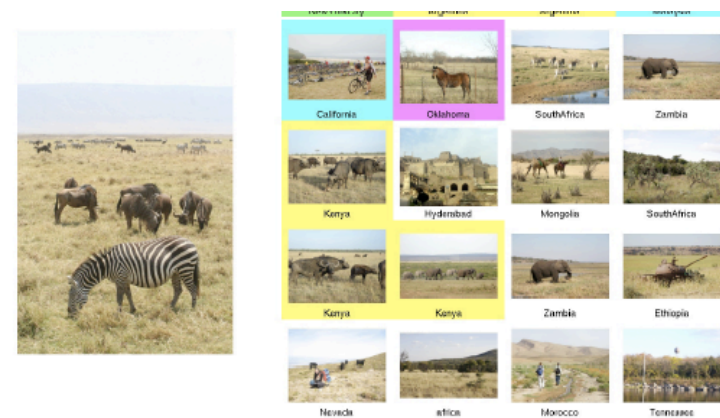 California Oklahoma SouthAfrica Zambia
Kenya Hyderabad Mongolia SouthAfrica
Kenya Kenya Zambia Ethiopia
Nevada africa Morocco Tennessee